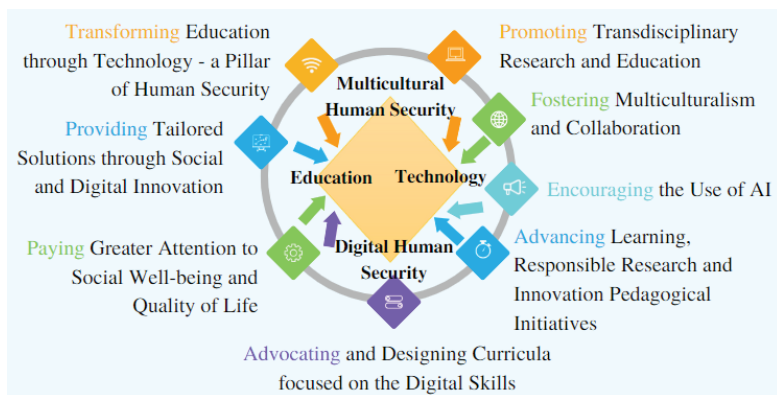 Transforming Education
through Technology - a Pillar
of Human Security
Promoting Transdisciplinary
Research and Education
Multicultural
Human Security
Fostering Multiculturalism
and Collaboration
Providing Tailored
Solutions through Social
and Digital Innovation
Education
Technology
Encouraging the Use of AI
Paying Greater Attention to
Social Well-being and
Quality of Life
Digital Human
Security
Advancing Learning,
Responsible Research and
Innovation Pedagogical
Initiatives
Advocating and Designing Curricula
focused on the Digital Skills